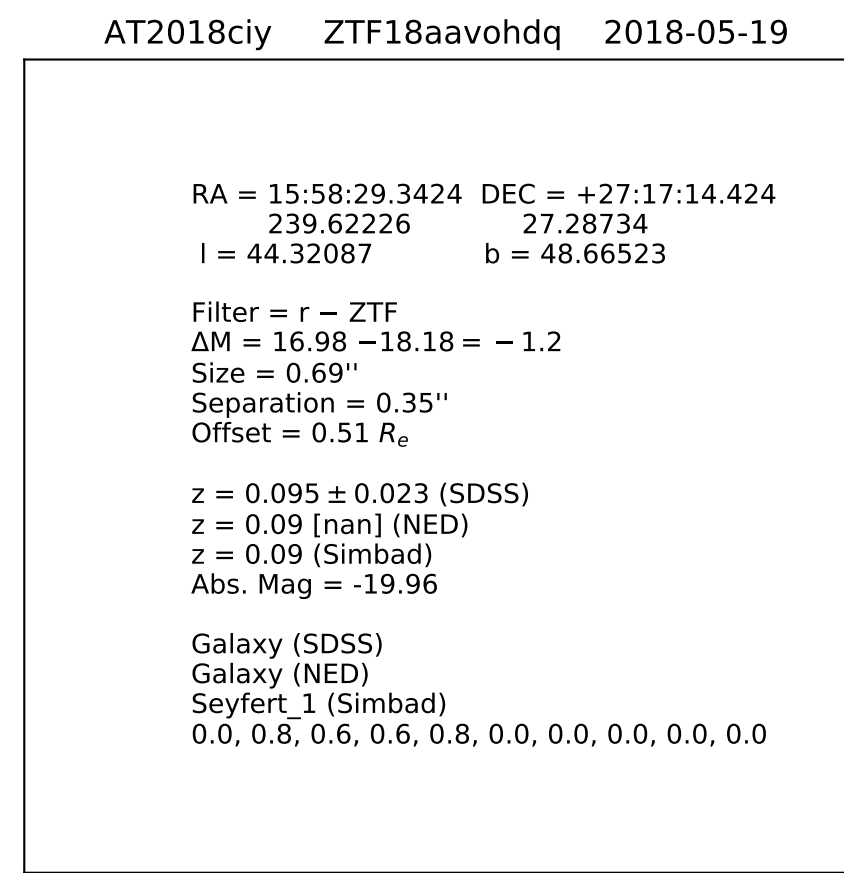 AT2018ciy ZTF18aavohdq 2018-05-19
RA = 15:58:29.3424 DEC = +27:17:14.424
239.62226 27.28734
l = 44.32087 b = 48.66523
Filter = r − ZTF
ΔM = 16.98 −18.18 = − 1.2
Size = 0.69''
Separation = 0.35''
Offset = 0.51 Re
z = 0.095 ± 0.023 (SDSS)
z = 0.09 [nan] (NED)
z = 0.09 (Simbad)
Abs. Mag = -19.96
Galaxy (SDSS)
Galaxy (NED)
Seyfert_1 (Simbad)
0.0, 0.8, 0.6, 0.6, 0.8, 0.0, 0.0, 0.0, 0.0, 0.0